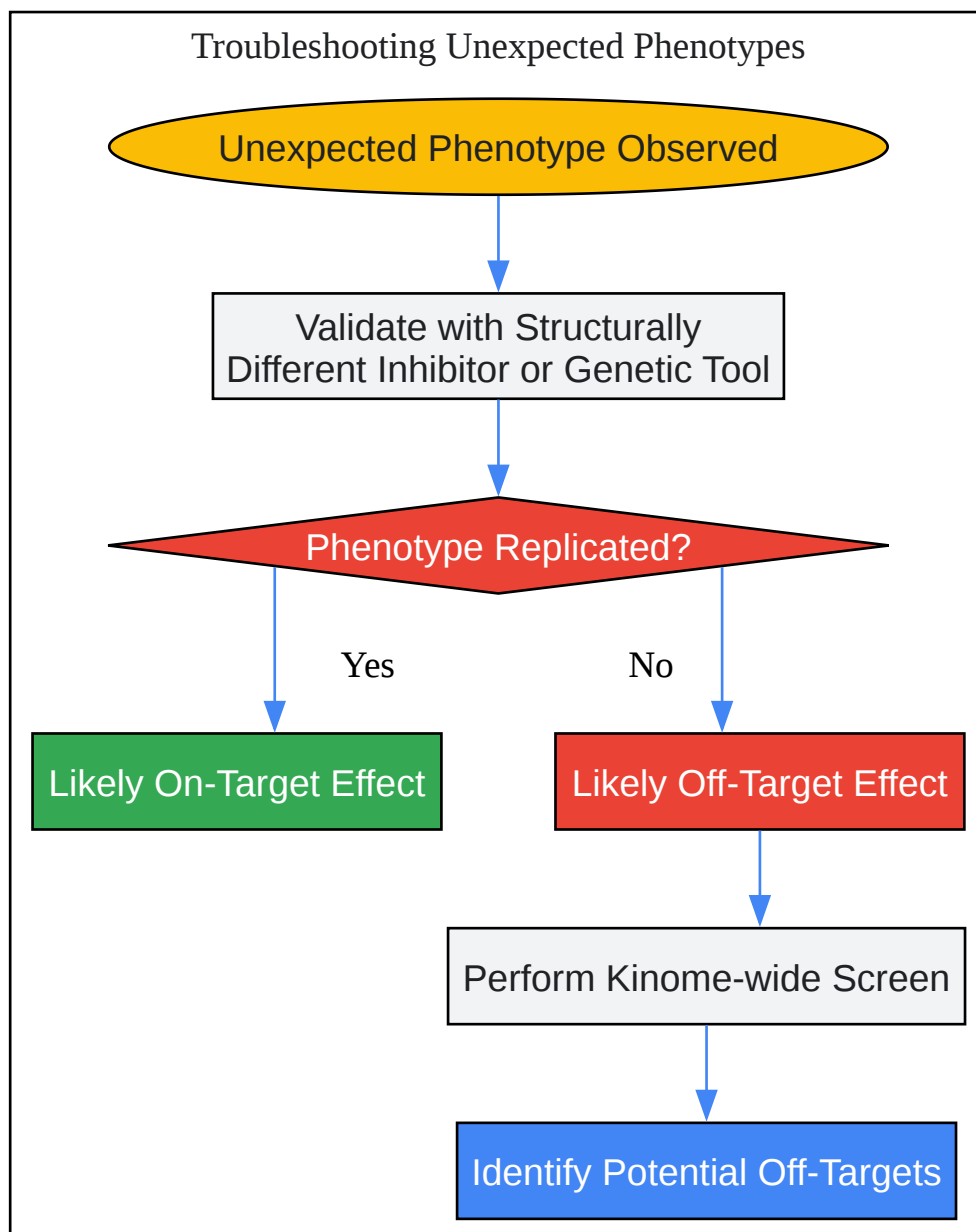 Troubleshooting Unexpected Phenotypes
Unexpected Phenotype Observed
Validate with Structurally
Different Inhibitor or Genetic Tool
Phenotype Replicated?
Yes
No
Likely On-Target Effect
Likely Off-Target Effect
Perform Kinome-wide Screen
Identify Potential Off-Targets